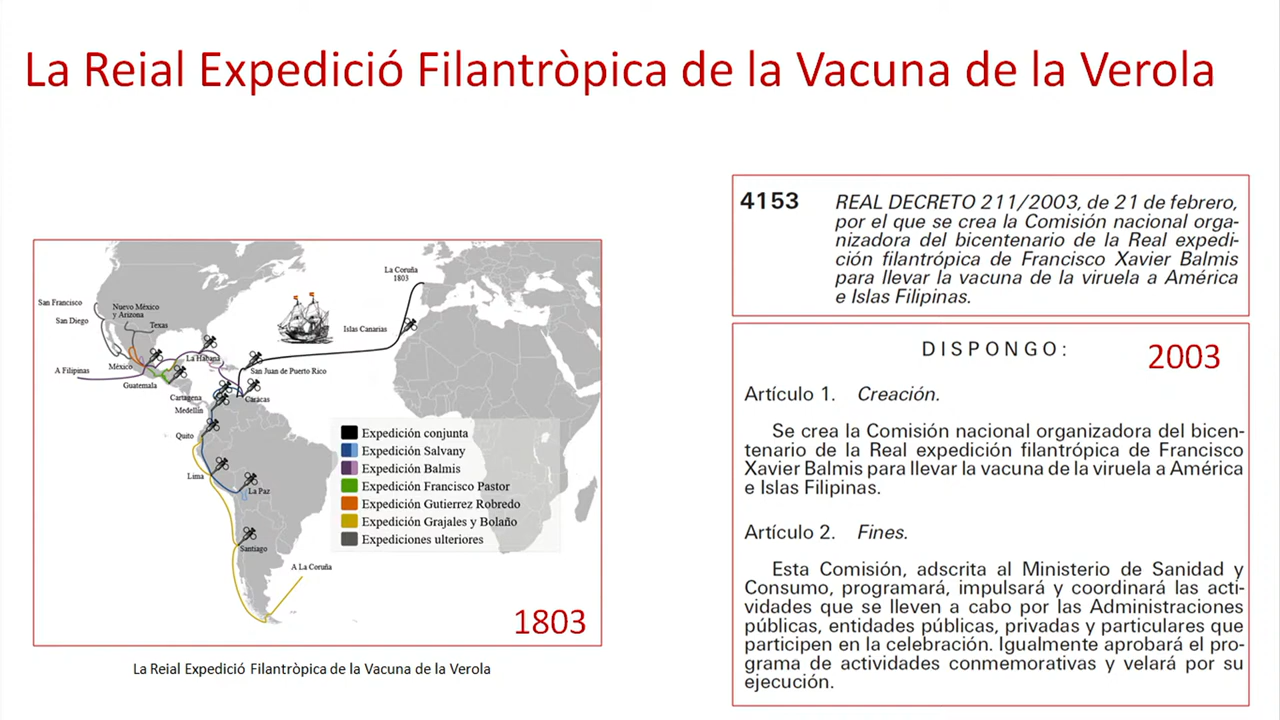 La Reial Expedició Filantròpica de la Vacuna de la Verola
La Coruña
1803
San Francisco
San Diego
Nuevo México
y Arizona
Texas
Islas Canarias
La Habana
México
A Filipinas
Guatemala
San Juan de Puerto Rico
Cartagena
Caracas
Medellín
Quito
Lima
La Paz
Santiago
A La Coruña
Expedición conjunta
Expedición Salvany
Expedición Balmis
Expedición Francisco Pastor
Expedición Gutierrez Robredo
Expedición Grajales y Bolaño
Expediciones ulteriores
1803
La Reial Expedició Filantròpica de la Vacuna de la Verola
4153 REAL DECRETO 211/2003, de 21 de febrero,
por el que se crea la Comisión nacional orga-
nizadora del bicentenario de la Real expedi-
ción filantrópica de Francisco Xavier Balmis
para llevar la vacuna de la viruela a América
e Islas Filipinas.
DISPONGO:
2003
Artículo 1. Creación.
Se crea la Comisión nacional organizadora del bicen-
tenario de la Real expedición filantrópica de Francisco
Xavier Balmis para llevar la vacuna de la viruela a América
e Islas Filipinas.
Artículo 2. Fines.
Esta Comisión, adscrita al Ministerio de Sanidad y
Consumo, programará, impulsará y coordinará las acti-
vidades que se lleven a cabo por las Administraciones
públicas, entidades públicas, privadas y particulares que
participen en la celebración. Igualmente aprobará el pro-
grama de actividades conmemorativas y velará por su
ejecución.